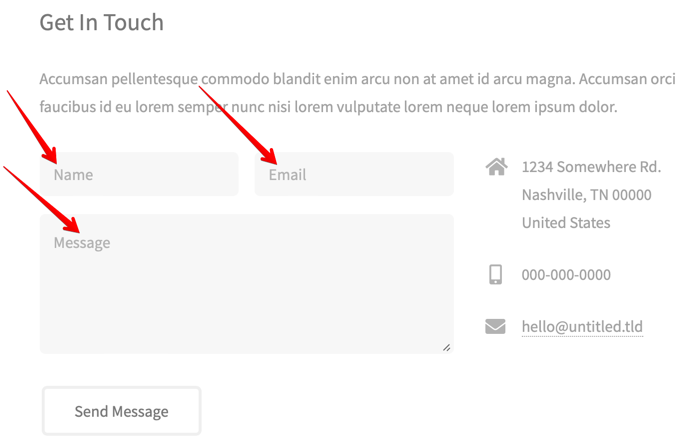 Get In Touch
Accumsan pellentesque commodo blandit enim arcu non at amet id arcu magna. Accumsan orci
faucibus id eu lorem semper nunc nisi lorem vulputate lorem neque lorem ipsum dolor.
Name
Email
Message
Send Message
1234 Somewhere Rd.
Nashville, TN 00000
United States
000-000-0000
hello@untitled.tld